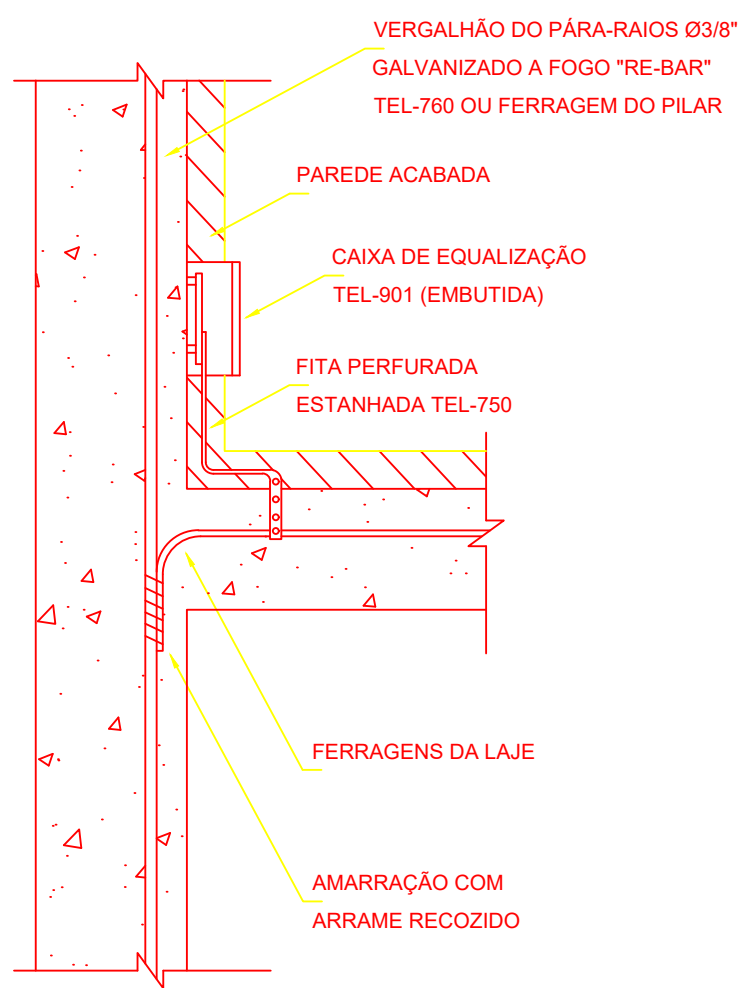 VERGALHÃO DO PÁRA-RAIOS Ø3/8"
GALVANIZADO A FOGO "RE-BAR"
TEL-760 OU FERRAGEM DO PILAR
PAREDE ACABADA
CAIXA DE EQUALIZAÇÃO
TEL-901 (EMBUTIDA)
FITA PERFURADA
ESTANHADA TEL-750
FERRAGENS DA LAJE
AMARRAÇÃO COM
ARRAME RECOZIDO